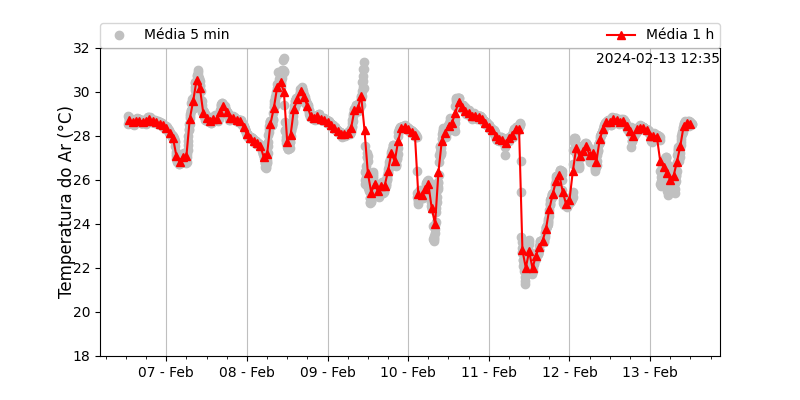 Média 5 min
Média 1 h
2024-02-13 12:35
Temperatura do Ar (°C)
32
30
28
26
24
22
20
18
07 - Feb
08 - Feb
09 - Feb
10 - Feb
11 - Feb
12 - Feb
13 - Feb